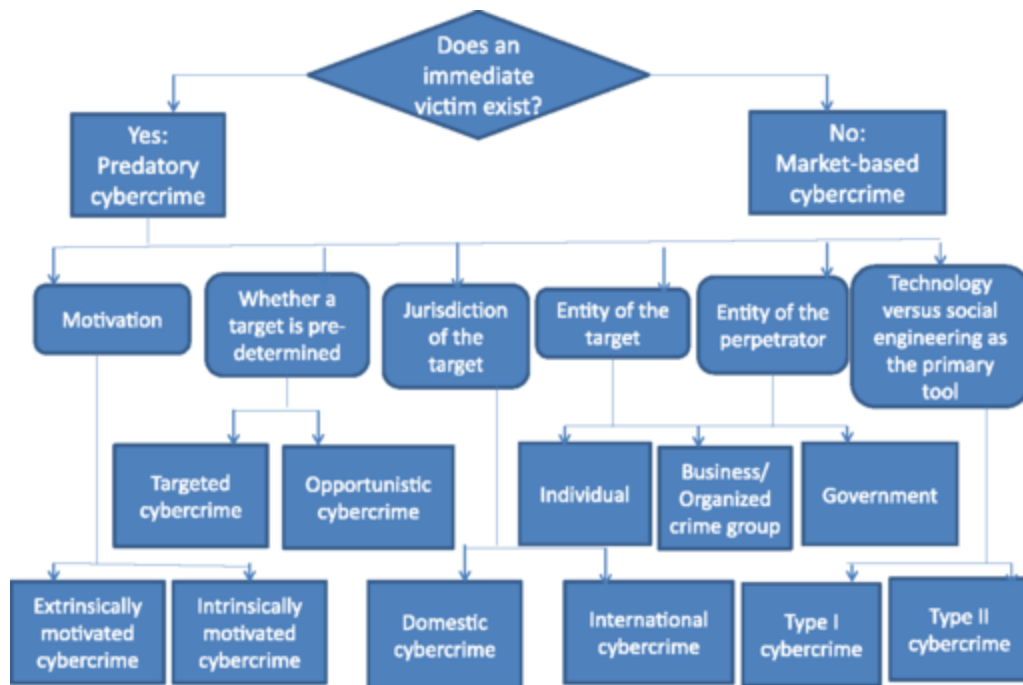 Does an
immediate
victim exist?
Yes:
Predatory
cybercrime
No:
Market-based
cybercrime
Motivation
Whether a
target is pre-
determined
Jurisdiction
of the
target
Entity of the
target
Entity of the
perpetrator
Technology
versus social
engineering as
the primary
tool
Targeted
cybercrime
Opportunistic
cybercrime
Individual
Business/
Organized
crime group
Government
Extrinsically
motivated
cybercrime
Intrinsically
motivated
cybercrime
Domestic
cybercrime
International
cybercrime
Type I
cybercrime
Type II
cybercrime